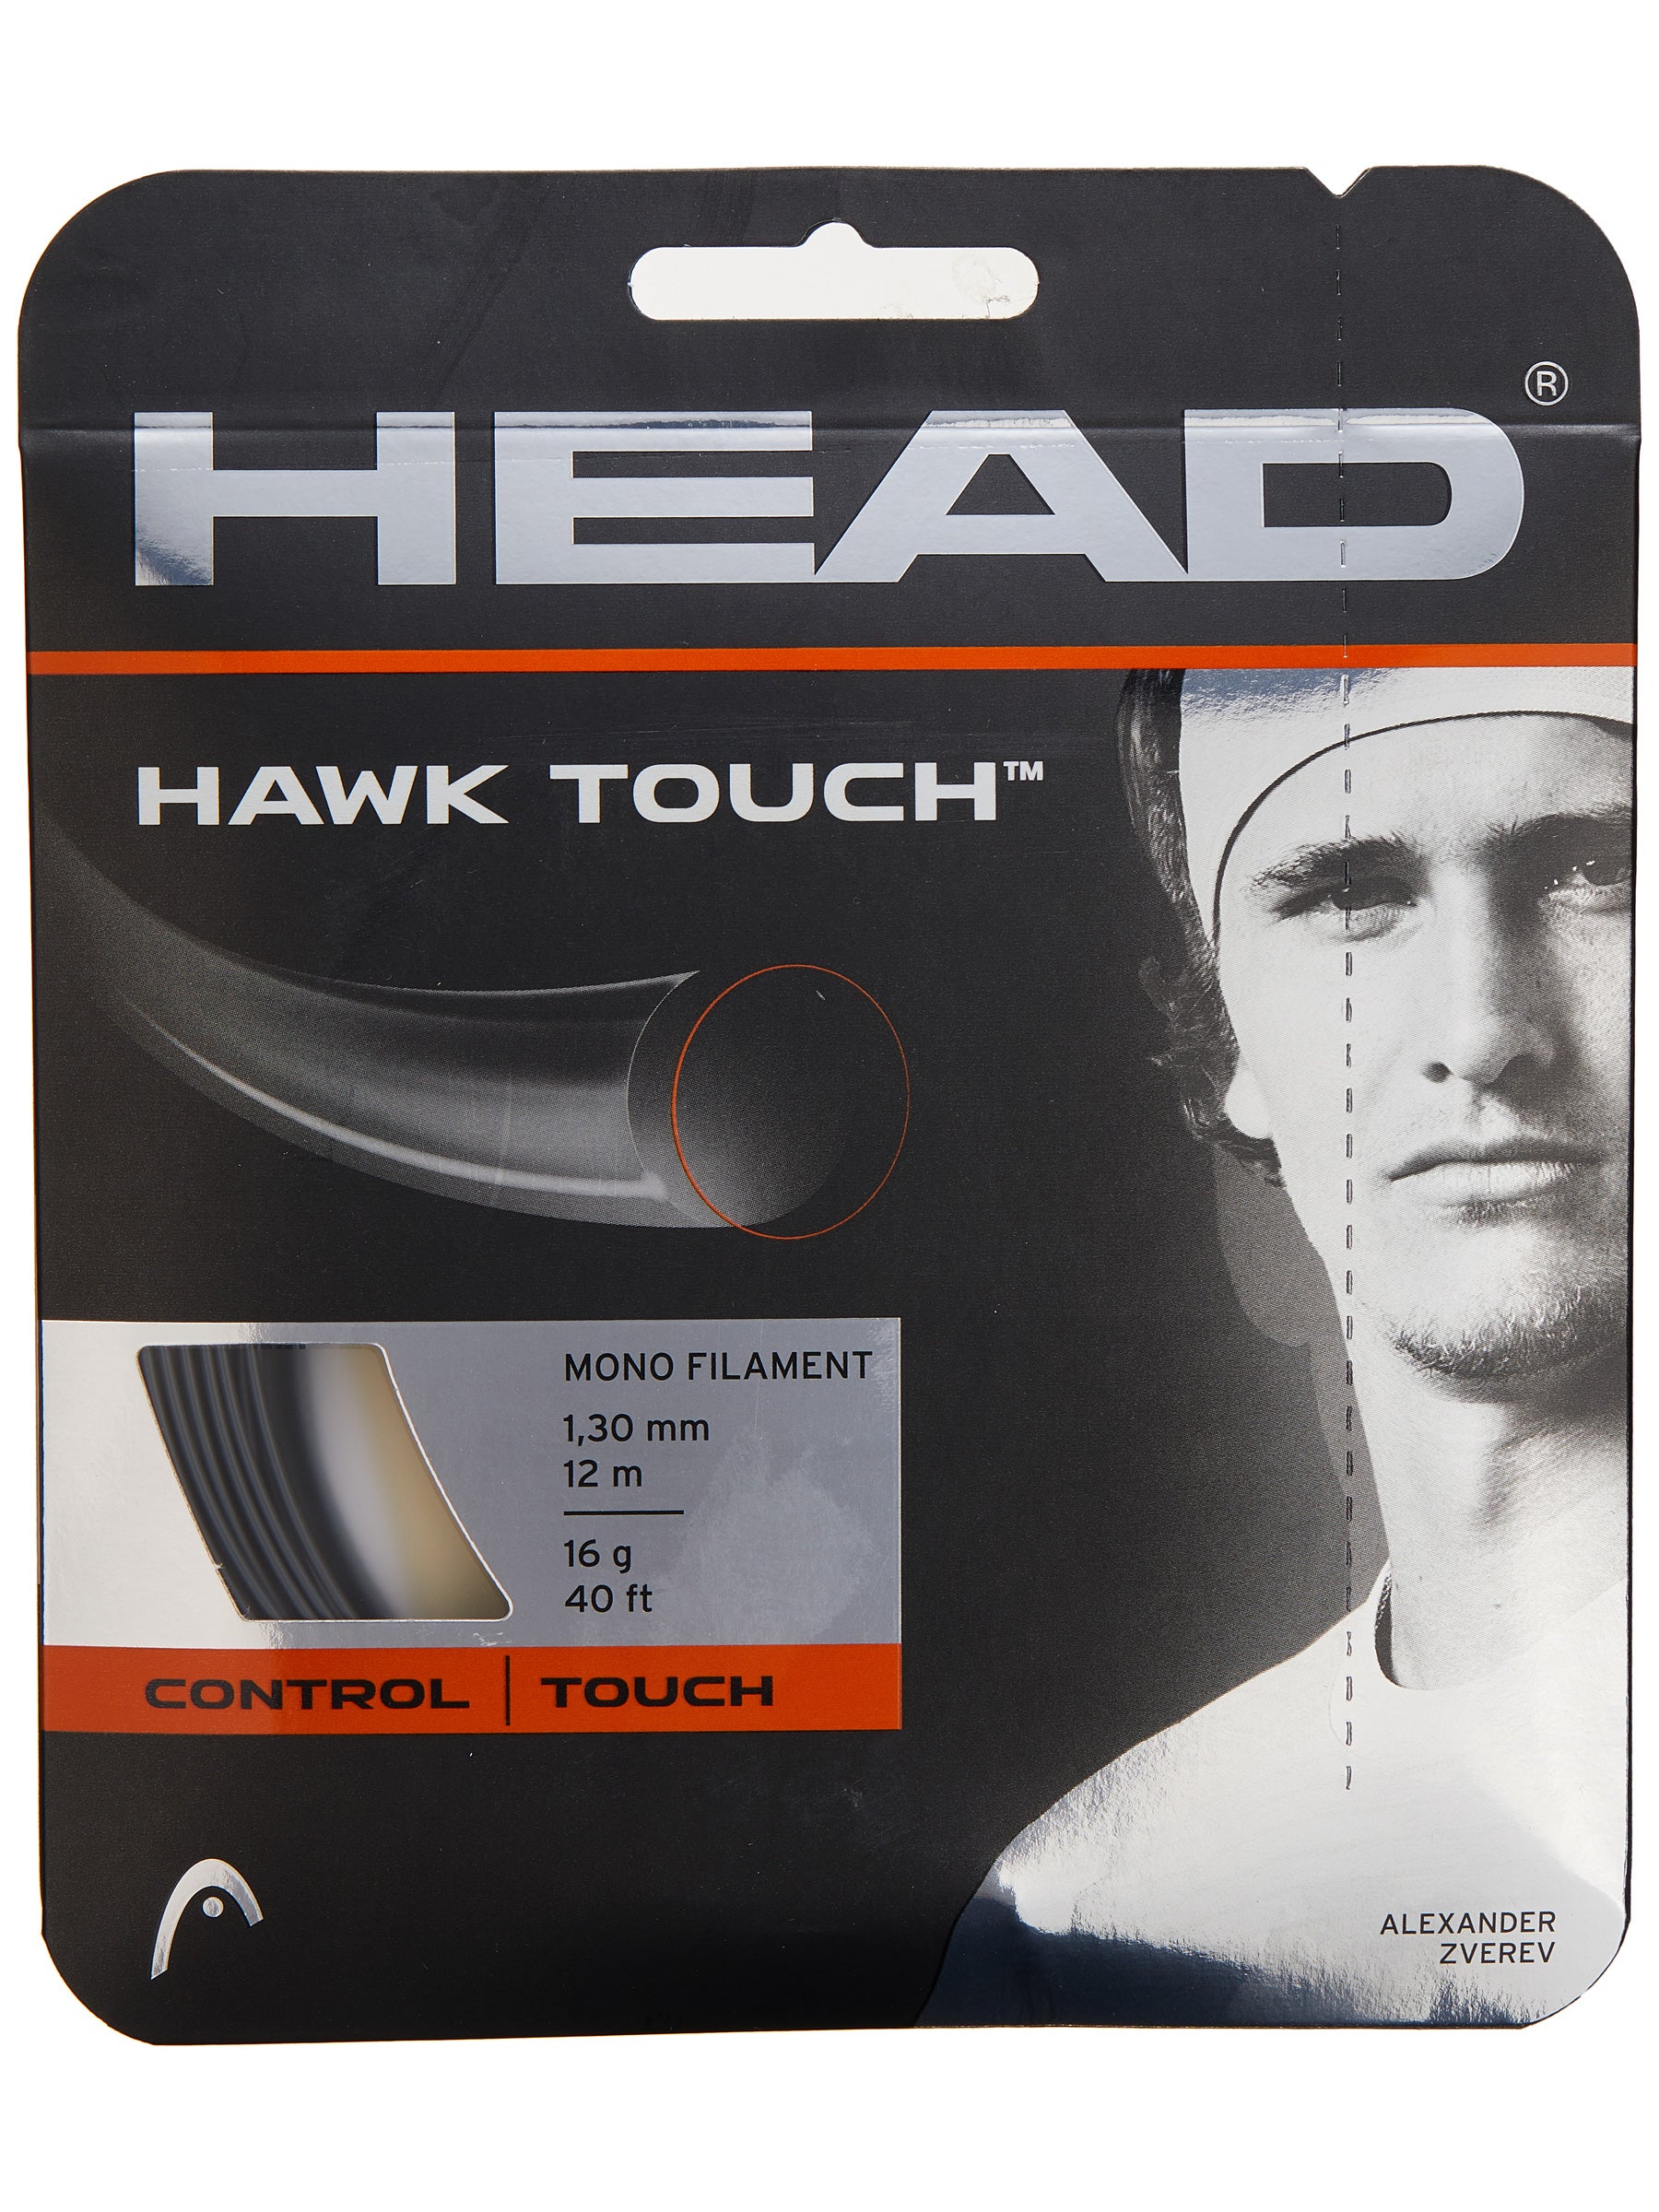 HEAD®
HAWK TOUCH™
MONO FILAMENT
1,30 mm
12 m
16 g
40 ft
CONTROL | TOUCH
ALEXANDER
ZVEREV